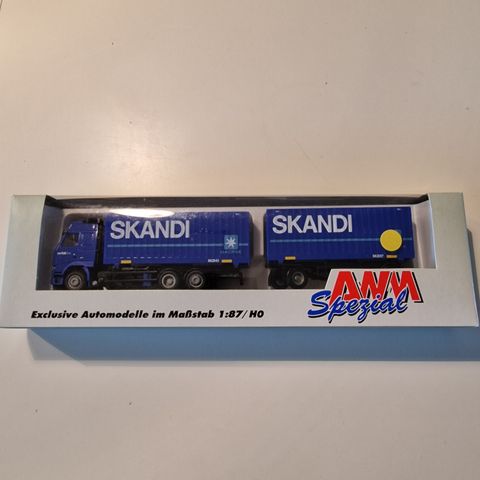 SKANDI
SKANDI
AWM
Spezial
Exclusive Automodelle im Maßstab 1:87/H0